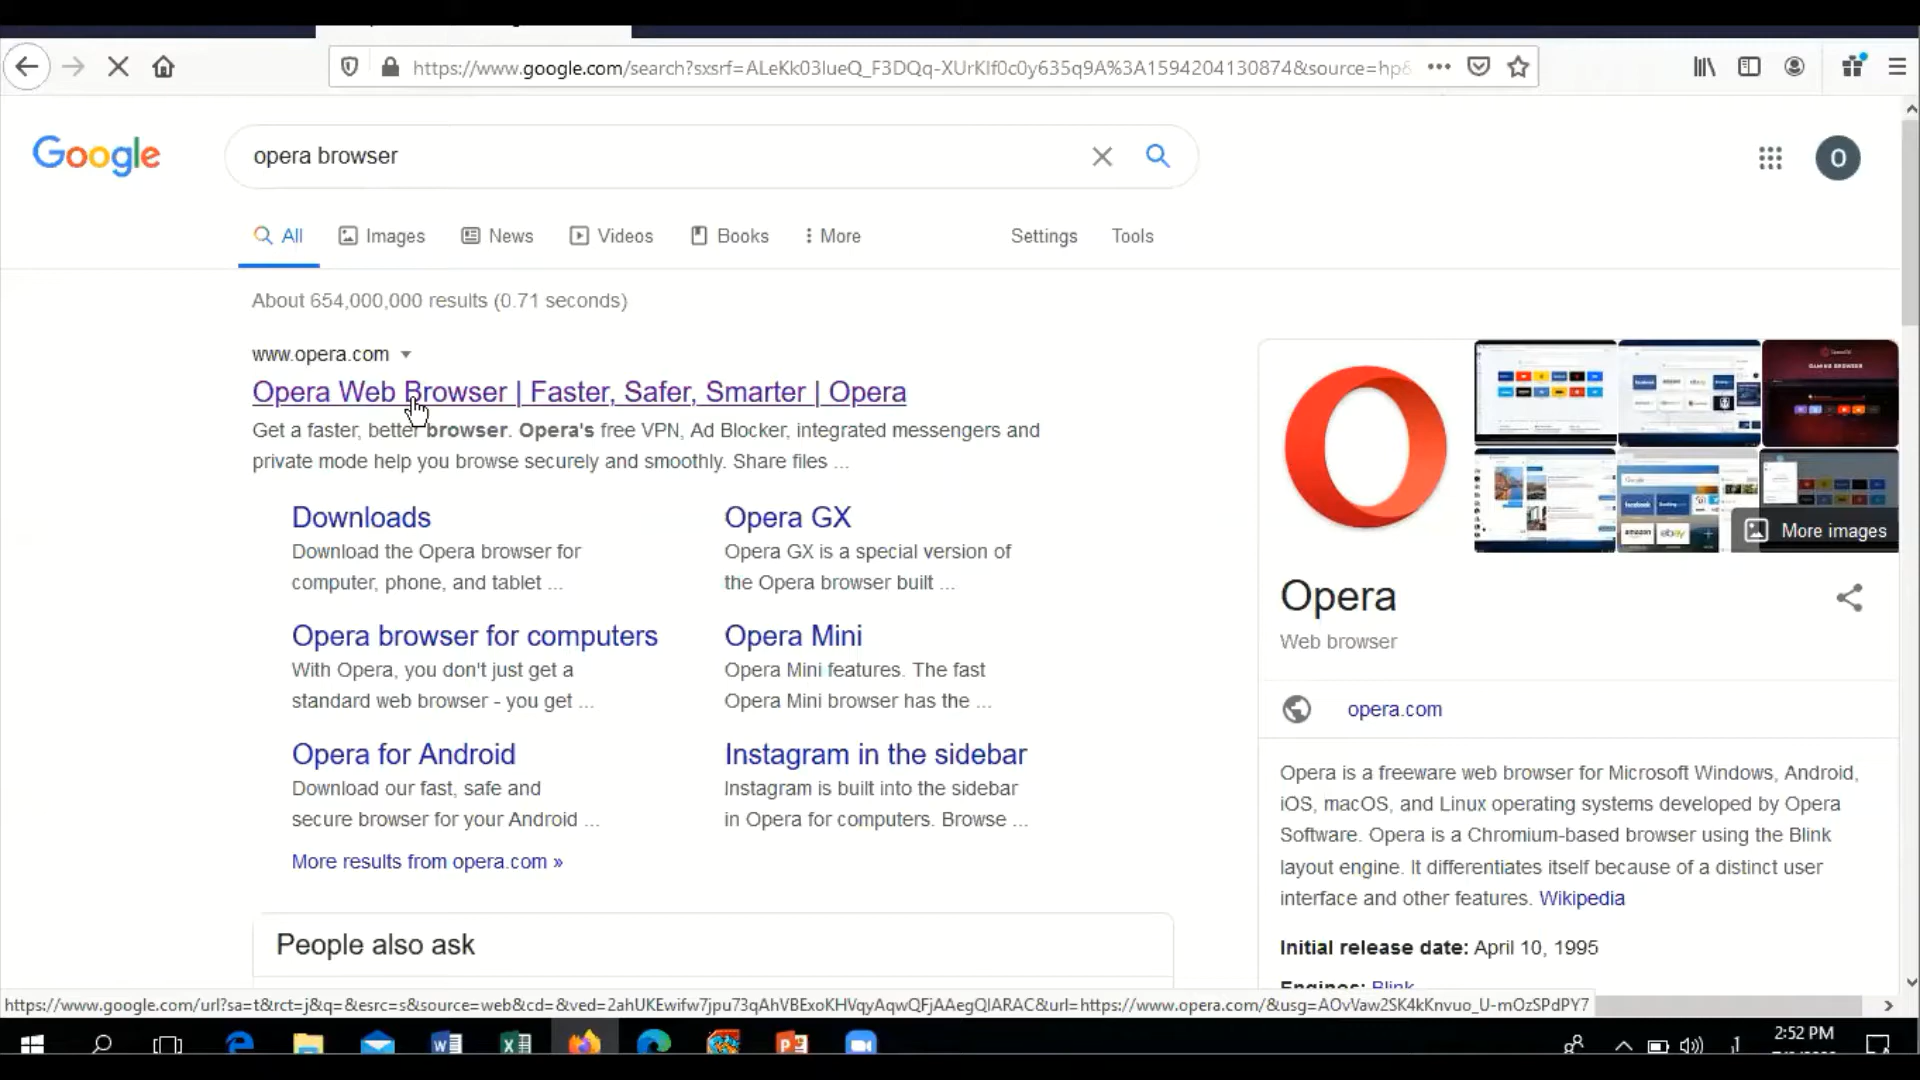 https://www.google.com/search?sxsrf=ALeKk03lueQ_F3DQq-XUrKlf0c0y635q9A%3A1594204130874&source=hp&
Google
opera browser
O
All
Images
News
Videos
Books
More
Settings
Tools
About 654,000,000 results (0.71 seconds)
www.opera.com
Opera Web Browser | Faster, Safer, Smarter | Opera
Get a faster, better browser. Opera's free VPN, Ad Blocker, integrated messengers and
private mode help you browse securely and smoothly. Share files ...
Downloads
Download the Opera browser for
computer, phone, and tablet ...
Opera GX
Opera GX is a special version of
the Opera browser built ...
Opera browser for computers
With Opera, you don't just get a
standard web browser - you get ...
Opera Mini
Opera Mini features. The fast
Opera Mini browser has the ...
Opera for Android
Download our fast, safe and
secure browser for your Android ...
Instagram in the sidebar
Instagram is built into the sidebar
in Opera for computers. Browse ...
More results from opera.com »
People also ask
More images
Opera
Web browser
opera.com
Opera is a freeware web browser for Microsoft Windows, Android,
iOS, macOS, and Linux operating systems developed by Opera
Software. Opera is a Chromium-based browser using the Blink
layout engine. It differentiates itself because of a distinct user
interface and other features. Wikipedia
Initial release date: April 10, 1995
Engines: Blink
https://www.google.com/url?sa=t&rct=j&q=&esrc=s&source=web&cd=&ved=2ahUKEwifw7jpu73qAhVBExoKHVqyAqwQFjAAegQIARAC&url=https://www.opera.com/&usg=AOvVaw2SK4kKnvuo_U-mOzSPdPY7
2:52 PM